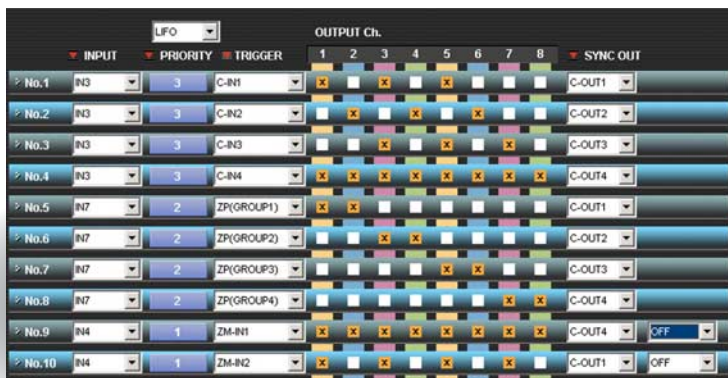 LIFO
OUTPUT Ch.
INPUT PRIORITY TRIGGER 1 2 3 4 5 6 7 8 SYNC OUT
No.1 IN3 3 C-IN1 x x x x C-OUT1
No.2 IN3 3 C-IN2 x x x C-OUT2
No.3 IN3 3 C-IN3 x x x C-OUT3
No.4 IN3 3 C-IN4 x x x x x x x x C-OUT4
No.5 IN7 2 ZP(GROUP1) x x C-OUT1
No.6 IN7 2 ZP(GROUP2) x x C-OUT2
No.7 IN7 2 ZP(GROUP3) x x C-OUT3
No.8 IN7 2 ZP(GROUP4) x x C-OUT4
No.9 IN4 1 ZM-IN1 x x x x x x x x C-OUT4 OFF
No.10 IN4 1 ZM-IN2 x x x x C-OUT1 OFF